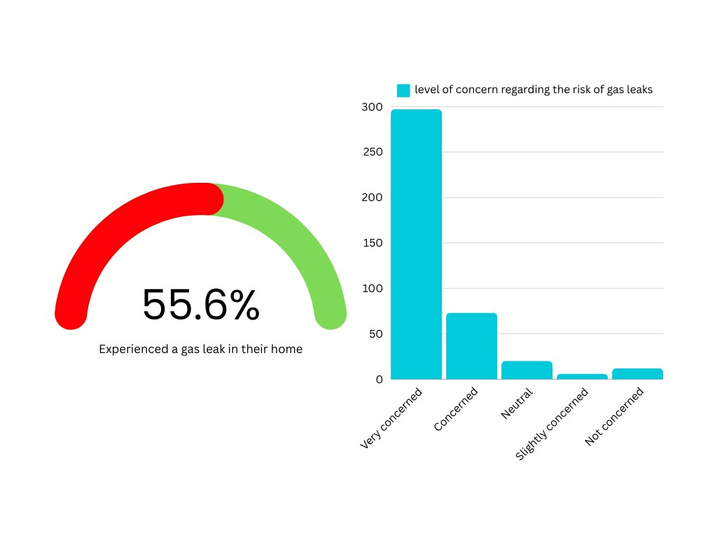 55.6%
Experienced a gas leak in their home
level of concern regarding the risk of gas leaks
300
250
200
150
100
50
0
Very concerned
Concerned
Neutral
Slightly concerned
Not concerned